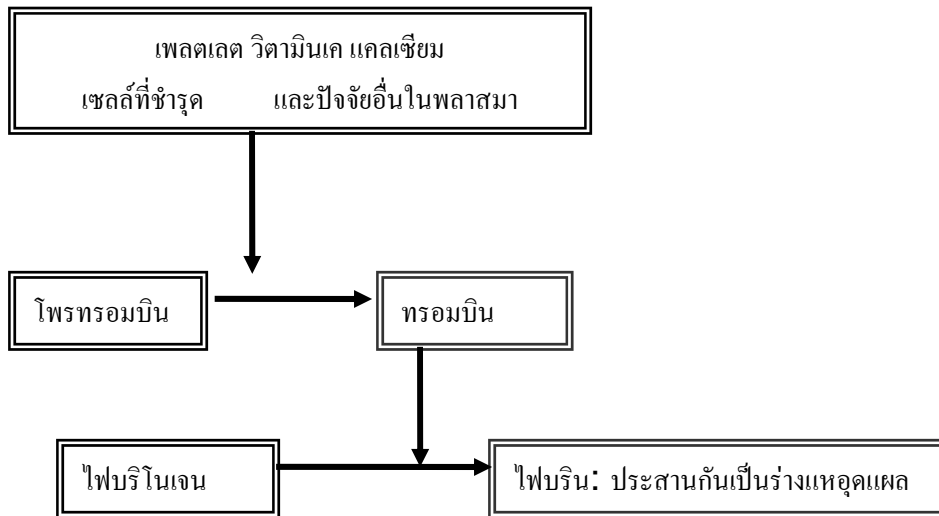 เพลตเลต วิตามินเค แคลเซียม
เซลล์ที่ชำรุด และปัจจัยอื่นในพลาสมา
โพรทรอมบิน
ทรอมบิน
ไฟบริโนเจน
ไฟบริน: ประสานกันเป็นร่างแหอุดแผล